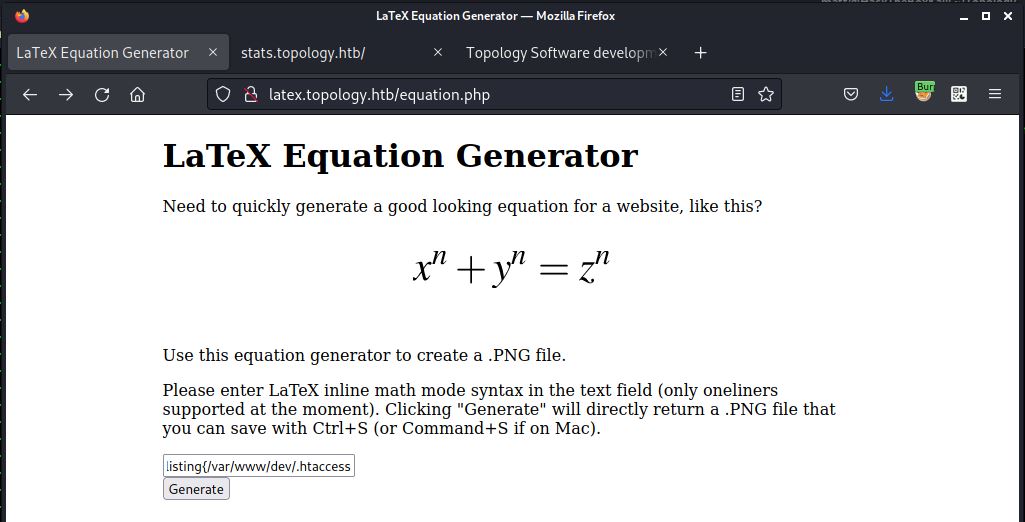 LaTeX Equation Generator — Mozilla Firefox
LaTeX Equation Generator × stats.topology.htb/ × Topology Software developm × +
latex.topology.htb/equation.php
Burr
LaTeX Equation Generator
Need to quickly generate a good looking equation for a website, like this?
xⁿ + yⁿ = zⁿ
Use this equation generator to create a .PNG file.
Please enter LaTeX inline math mode syntax in the text field (only oneliners
supported at the moment). Clicking "Generate" will directly return a .PNG file that
you can save with Ctrl+S (or Command+S if on Mac).
listing{/var/www/dev/.htaccess
Generate